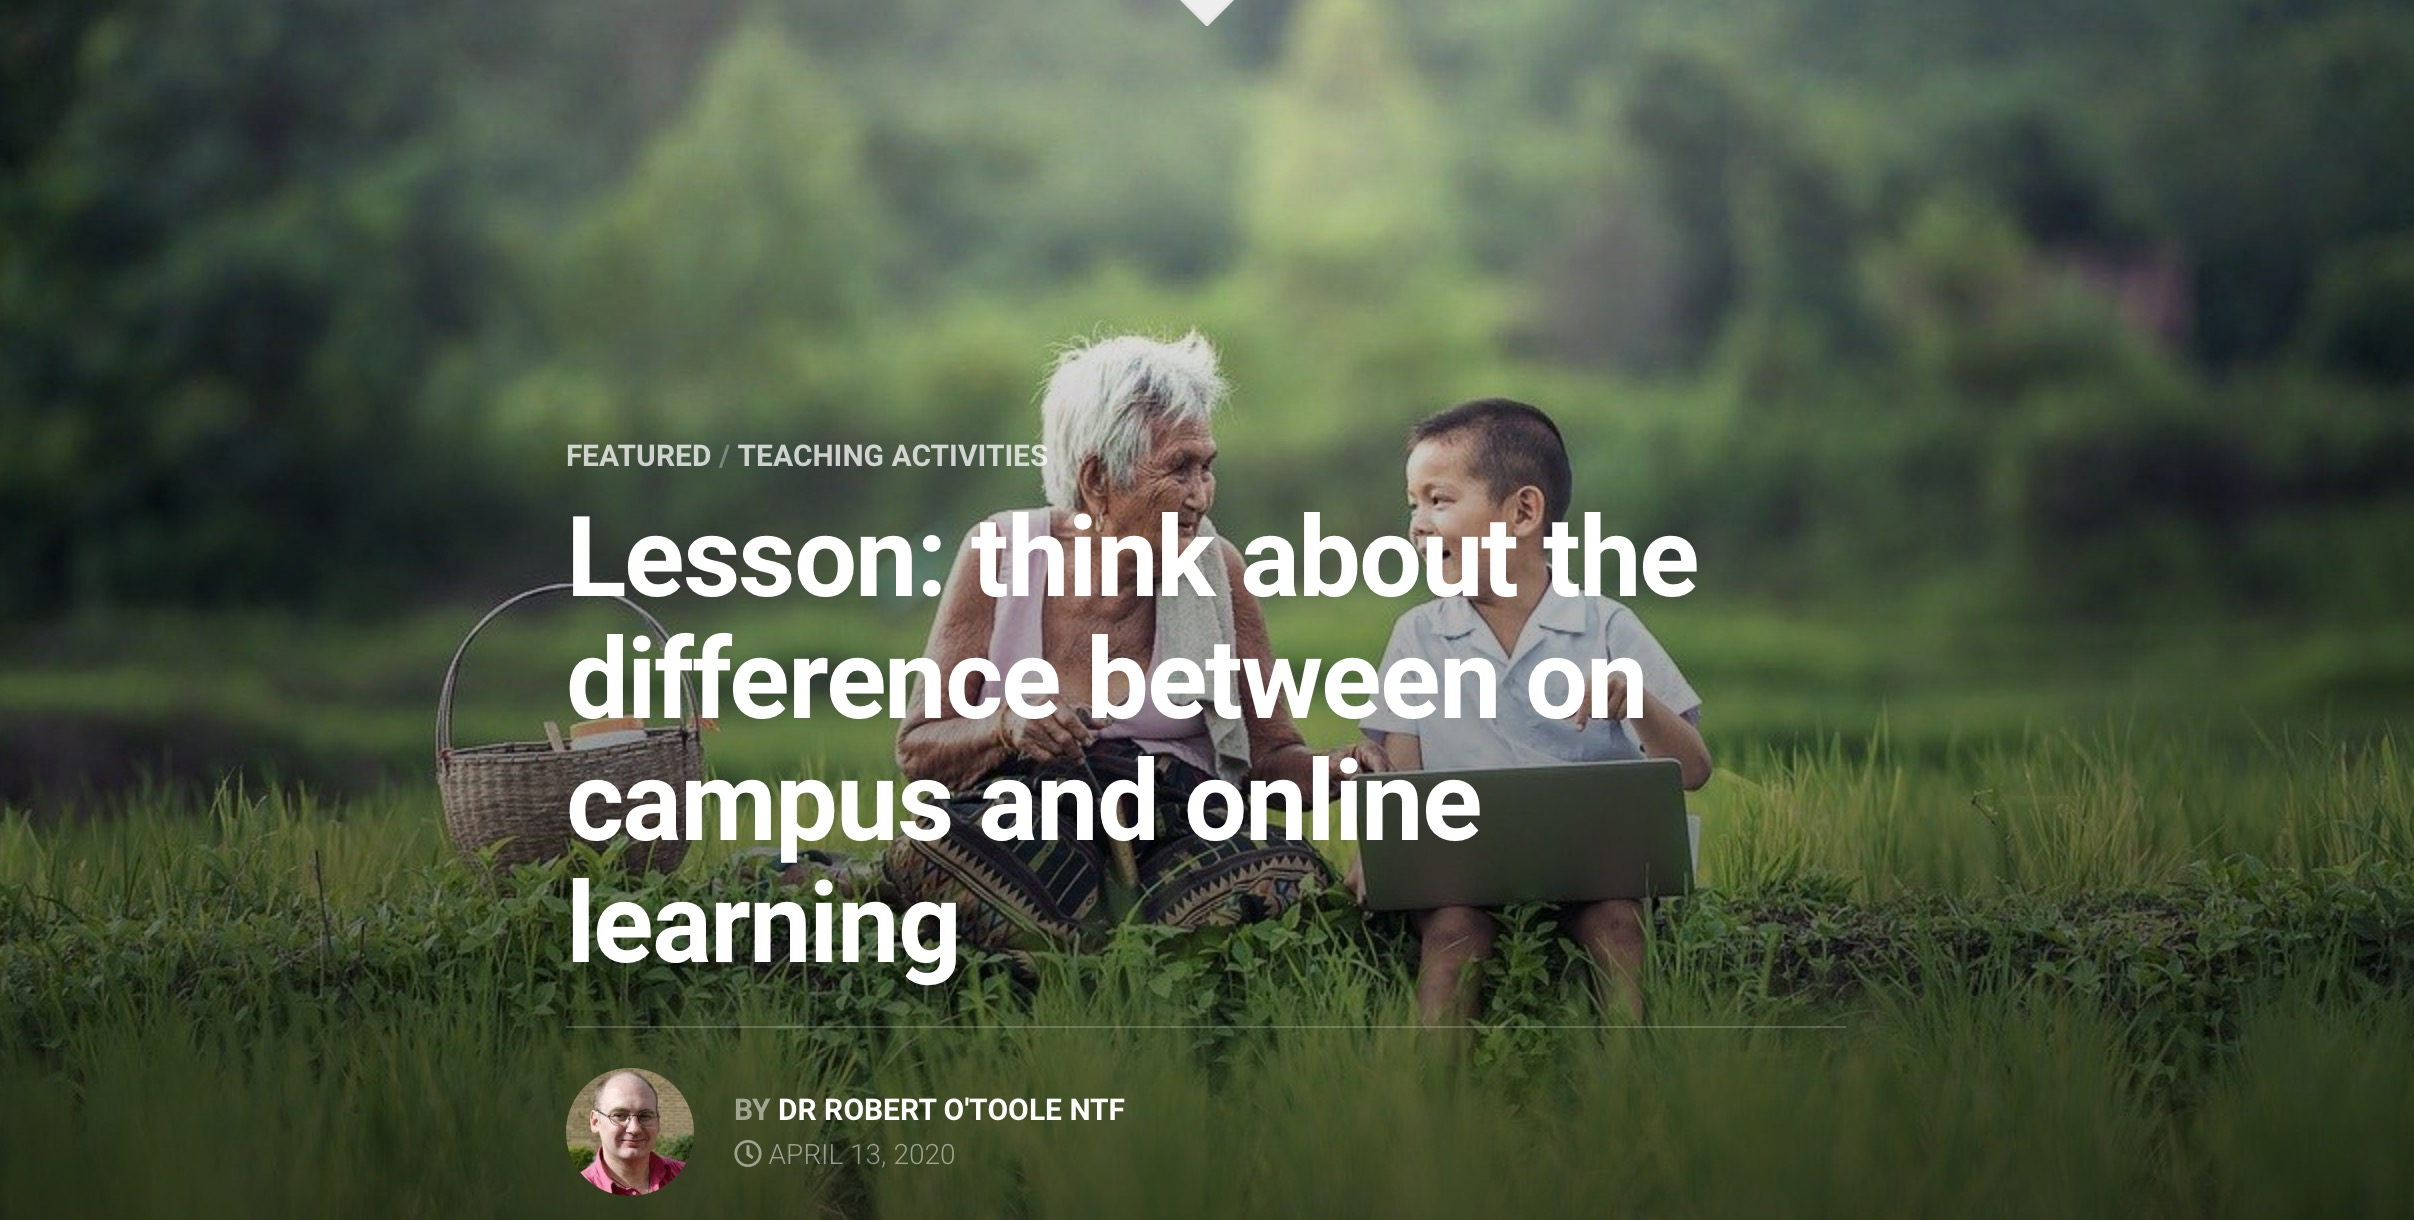 FEATURED / TEACHING ACTIVITIES
Lesson: think about the
difference between on
campus and online
learning
BY DR ROBERT O'TOOLE NTF
APRIL 13, 2020